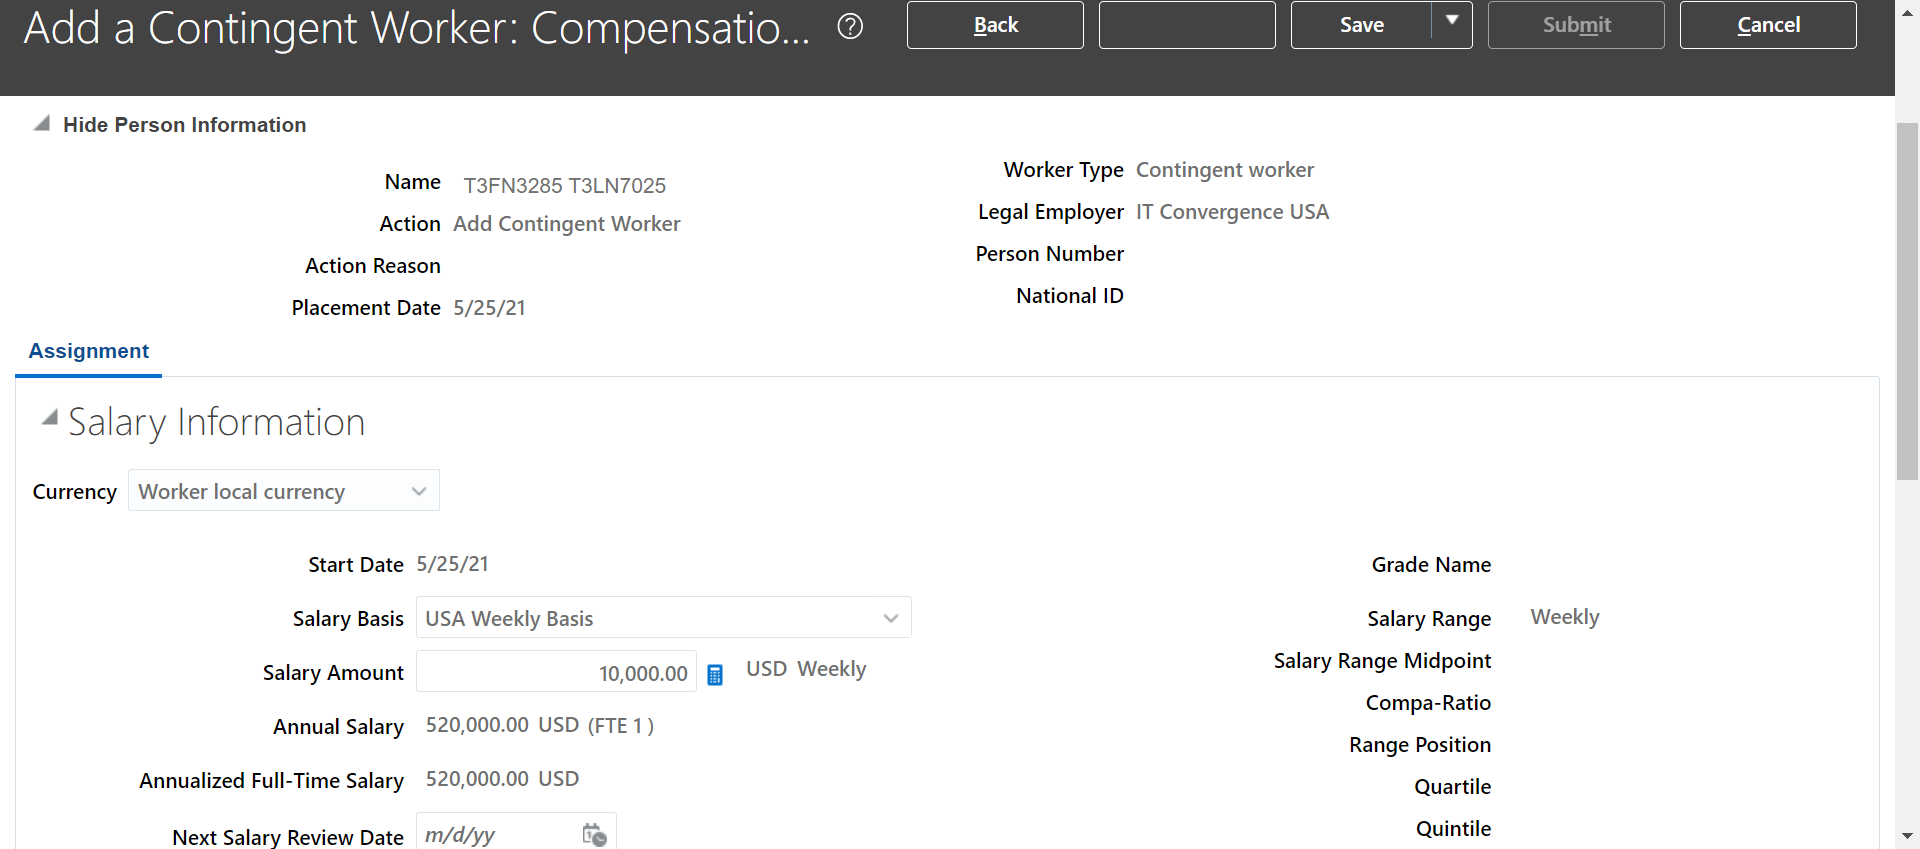 Add a Contingent Worker: Compensatio...
Back
Save
Submit
Cancel
Hide Person Information
Name T3FN3285 T3LN7025
Action Add Contingent Worker
Action Reason
Placement Date 5/25/21
Worker Type Contingent worker
Legal Employer IT Convergence USA
Person Number
National ID
Assignment
Salary Information
Currency Worker local currency
Start Date 5/25/21
Salary Basis USA Weekly Basis
Salary Amount 10,000.00 USD Weekly
Annual Salary 520,000.00 USD (FTE 1 )
Annualized Full-Time Salary 520,000.00 USD
Next Salary Review Date m/d/yy
Grade Name
Salary Range Weekly
Salary Range Midpoint
Compa-Ratio
Range Position
Quartile
Quintile